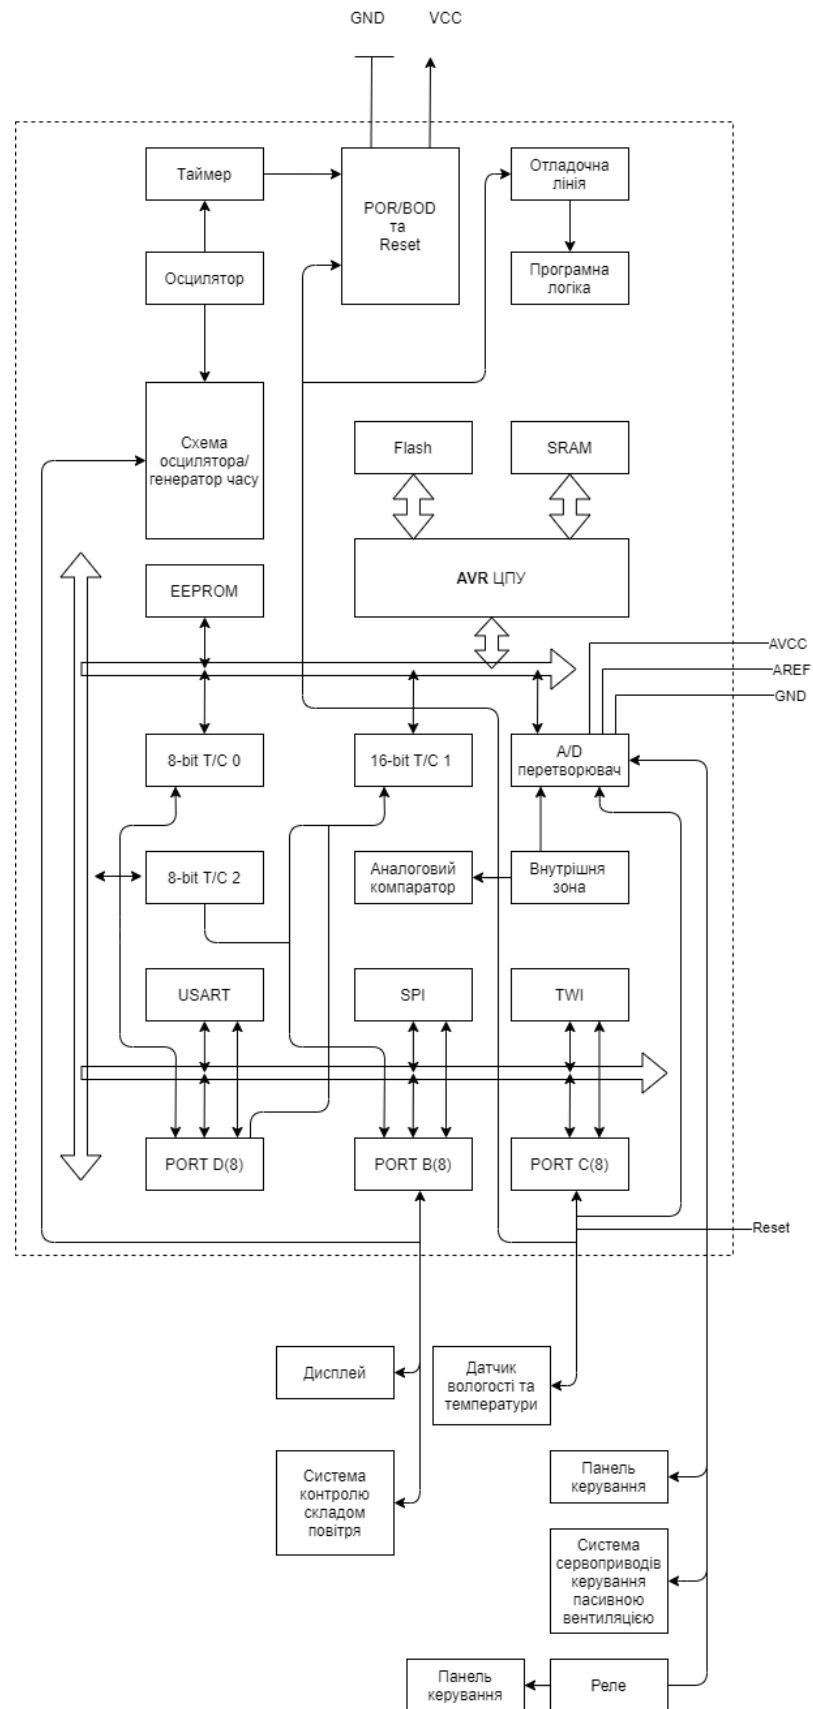 GND VCC
Таймер
POR/BOD
та
Reset
Отладочна
лінія
Осцилятор
Програмна
логіка
Схема
осцилятора/
генератор часу
Flash
SRAM
AVR ЦПУ
EEPROM
AVCC
AREF
GND
8-bit T/C 0
16-bit T/C 1
A/D
перетворювач
8-bit T/C 2
Аналоговий
компаратор
Внутрішня
зона
USART
SPI
TWI
PORT D(8)
PORT B(8)
PORT C(8)
Reset
Дисплей
Датчик
вологості та
температури
Система
контролю
складом
повітря
Панель
керування
Система
сервоприводів
керування
пасивною
вентиляцією
Панель
керування
Реле